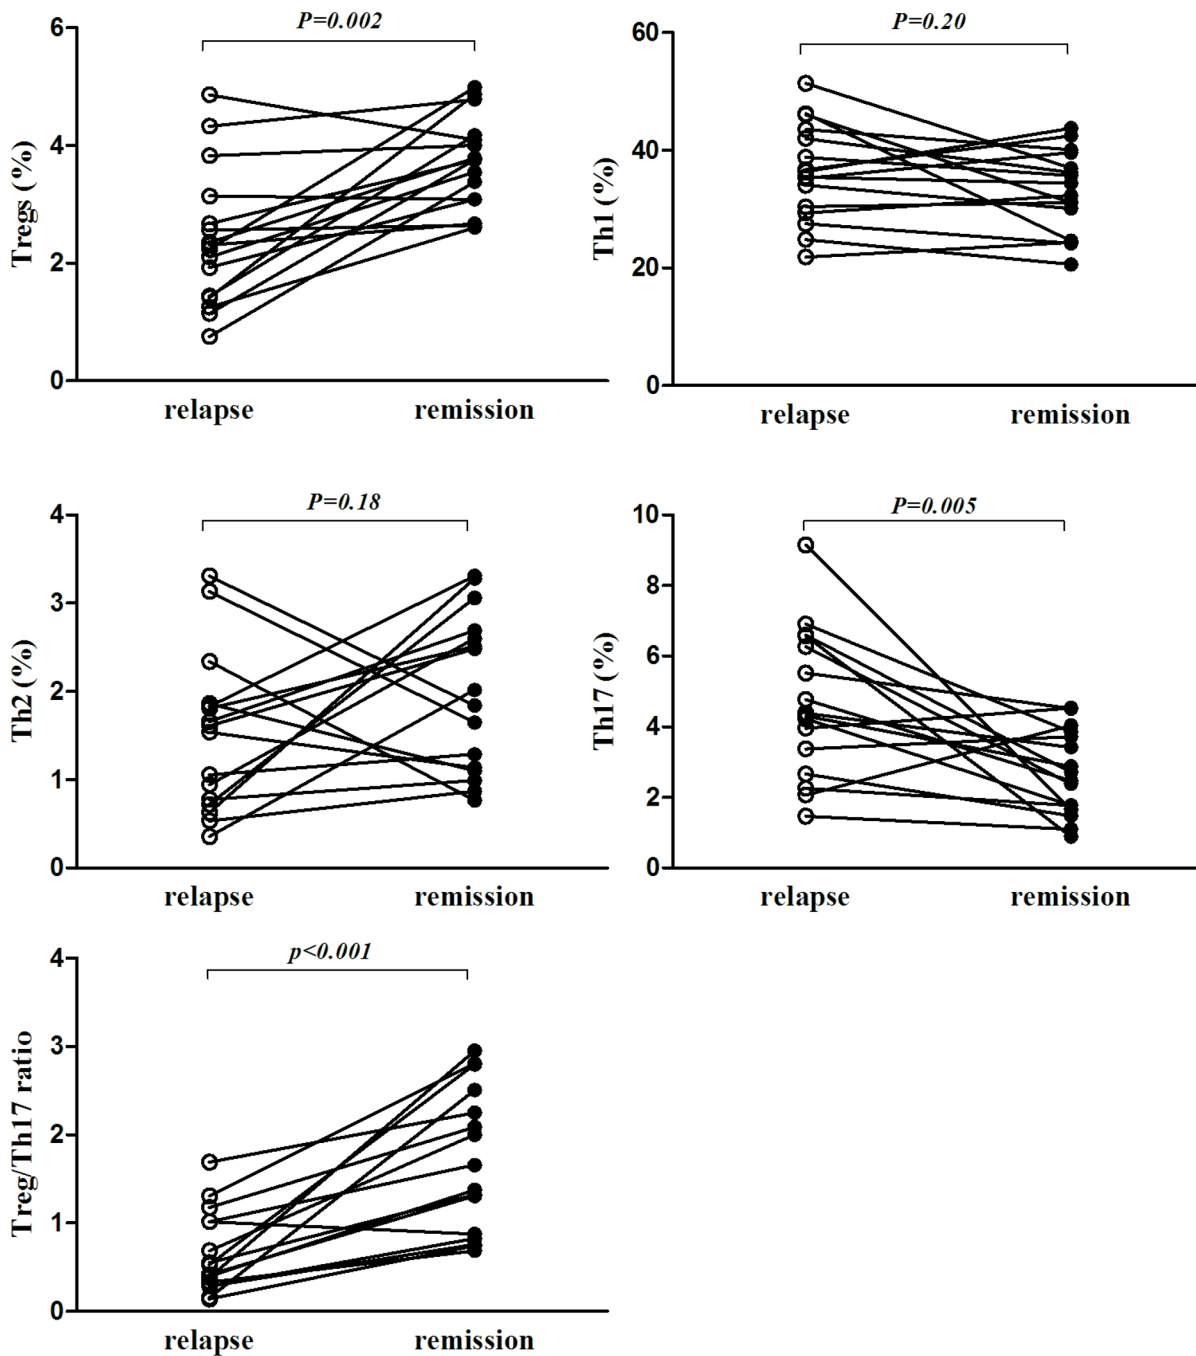 P=0.002
Tregs (%)
6
4
2
0
relapse remission
P=0.20
Th1 (%)
60
40
20
0
relapse remission
P=0.18
Th2 (%)
4
3
2
1
0
relapse remission
P=0.005
Th17 (%)
10
8
6
4
2
0
relapse remission
p<0.001
Treg/Th17 ratio
4
3
2
1
0
relapse remission